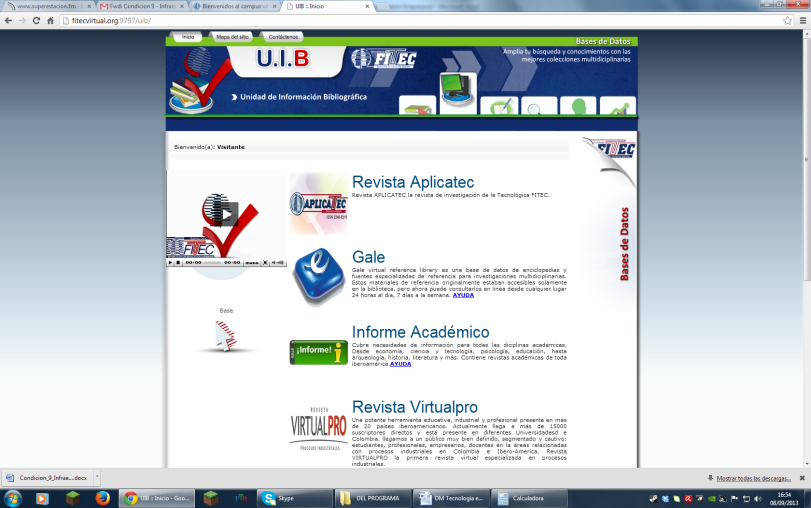 www.superestacion.fm -
Fwd: Condicion 9 - Infrae
Bienvenidos al campus vir
UIB :: Inicio
fitecvirtual.org:9797/uib/
Inicio
Mapa del sitio
Contáctenos
Bases de Datos
Amplia tu búsqueda y conocimientos con las
mejores colecciones multidiciplinarias
U.I.B
FITEC
Unidad de Información Bibliográfica
Bienvenido(a): Visitante
FITEC
Bases de Datos
FITEC
00:00
00:00
menu
Base
APLICATEC
Revista Aplicatec
Revista APLICATEC la revista de investigación de la Tecnológica FITEC.
Gale
Gale virtual reference library es una base de datos de enciclopedias y
fuentes especializadas de referencia para investigaciones multidiciplinarias.
Estos materiales de referencia originalmente estaban accesibles solamente
en la biblioteca, pero ahora puede consultarlos en linea desde cualquier lugar
24 horas al dia, 7 días a la semana. AYUDA
¡Informe!
Informe Académico
Cubre necesidades de información para todas las diciplinas académicas.
Desde economía, ciencia y tecnología, psicología, educación, hasta
arqueología, historia, literatura y más. Contiene revistas académicas de toda
iberoamérica.AYUDA
REVISTA
VIRTUALPRO
PROCESOS INDUSTRIALES
Revista Virtualpro
Una potente herramienta educativa, industrial y profesional presente en más
de 20 países iberoamericanos. Actualmente llega a más de 15000
suscriptores directos y está presente en diferentes Universidadesd e
Colombia. llegamos a un público muy bien definido, segmentado y cautivo:
estudiantes, profesionales, empresarios, docentes en la áreas relacionadas
con procesos industriales en Colombia e Ibero-America, Revista
VIRTUALPRO la primera revista virtual especializada en procesos
industriales.
Condicion_9_Infrae....docx
Mostrar todas las descargas...
UIB :: Inicio - Goo...
Skype
DEL PROGRAMA
DM Tecnologia e...
Calculadora
16:54
08/09/2013